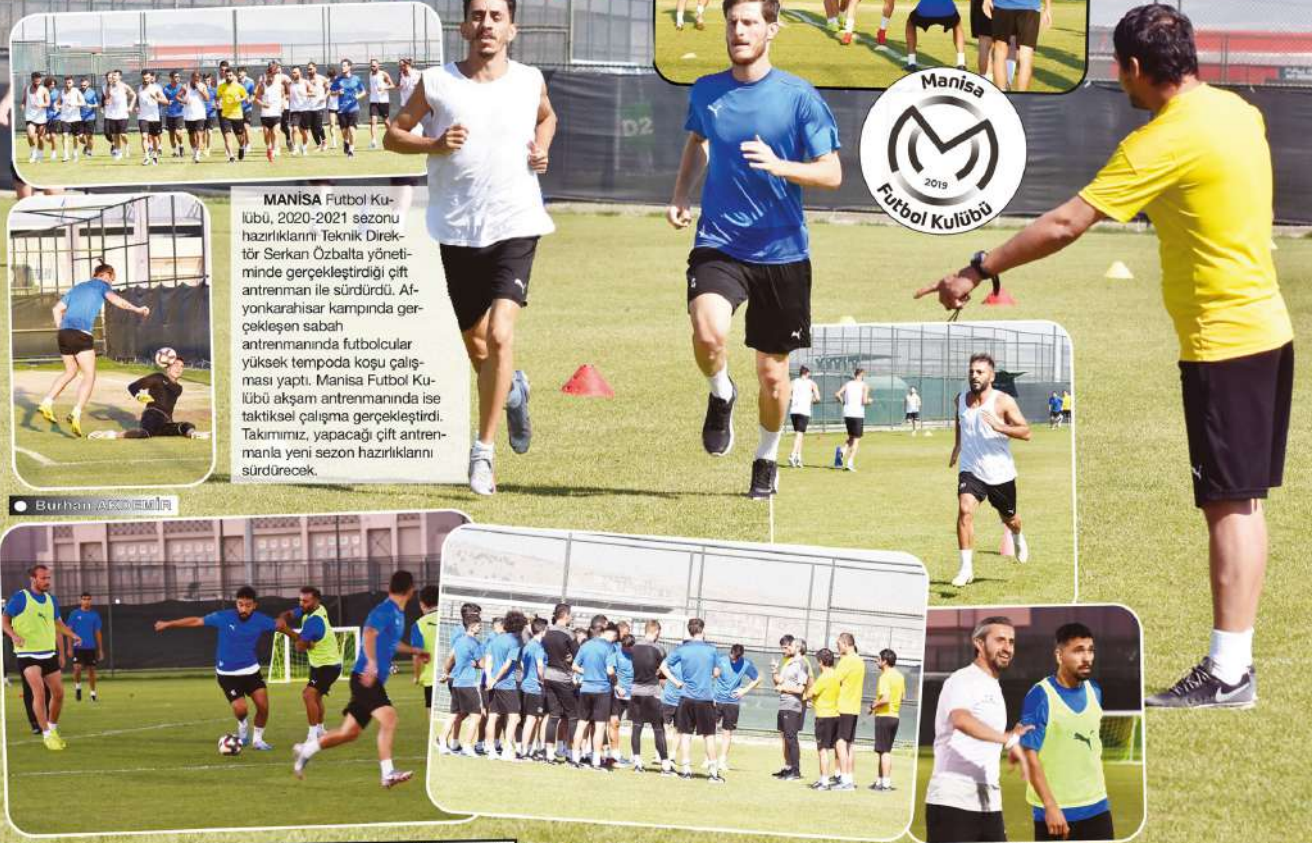 D2
Manisa
2019
Futbol Kulübü
MANİSA Futbol Ku-
lübü, 2020-2021 sezonu
hazırlıklarını Teknik Direk-
tör Serkan Özbalta yöneti-
minde gerçekleştirdiği çift
antrenman ile sürdürdü. Af-
yonkarahisar kampında ger-
çekleşen sabah
antrenmanında futbolcular
yüksek tempoda koşu çalış-
ması yaptı. Manisa Futbol Ku-
lübü akşam antrenmanında ise
taktiksel çalışma gerçekleştirdi.
Takımımız, yapacağı çift antren-
manla yeni sezon hazırlıklarını
sürdürecek.
Burhan AKDEMİR